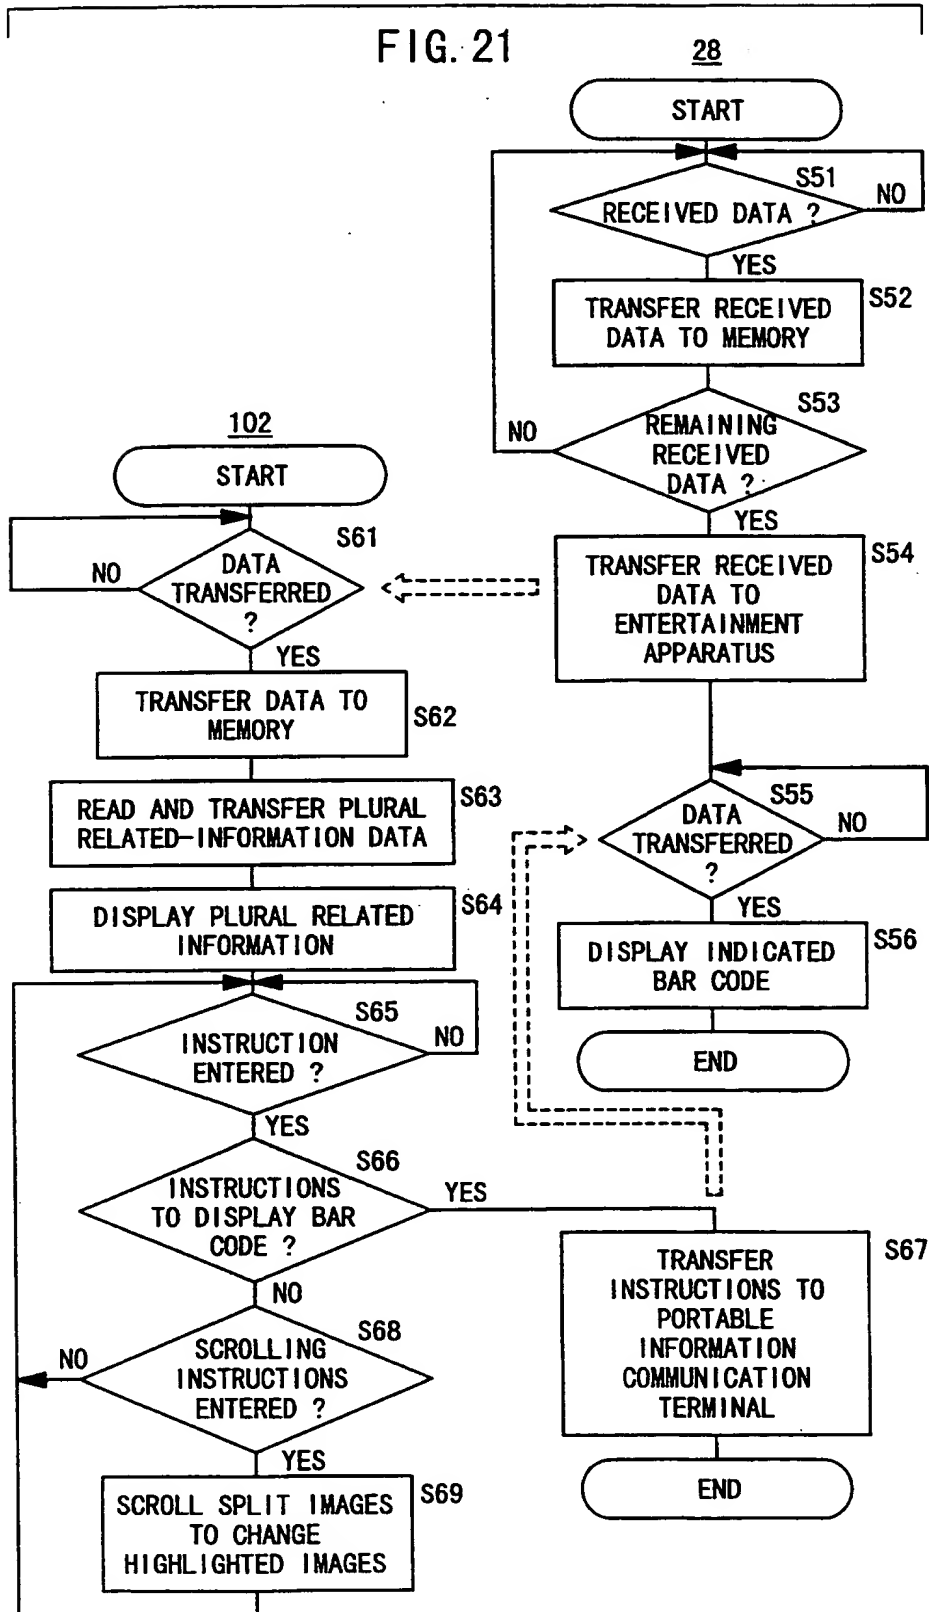 FIG. 21
28
START
S51
RECEIVED DATA ?
NO
YES
TRANSFER RECEIVED
DATA TO MEMORY
S52
S53
REMAINING
RECEIVED
DATA ?
NO
YES
TRANSFER RECEIVED
DATA TO
ENTERTAINMENT
APPARATUS
S54
S55
DATA
TRANSFERRED
?
NO
YES
DISPLAY INDICATED
BAR CODE
S56
END
102
START
S61
DATA
TRANSFERRED
?
NO
YES
TRANSFER DATA TO
MEMORY
S62
READ AND TRANSFER PLURAL
RELATED-INFORMATION DATA
S63
DISPLAY PLURAL RELATED
INFORMATION
S64
S65
INSTRUCTION
ENTERED ?
NO
YES
S66
INSTRUCTIONS
TO DISPLAY BAR
CODE ?
YES
NO
TRANSFER
INSTRUCTIONS TO
PORTABLE
INFORMATION
COMMUNICATION
TERMINAL
S67
END
S68
SCROLLING
INSTRUCTIONS
ENTERED ?
NO
YES
SCROLL SPLIT IMAGES
TO CHANGE
HIGHLIGHTED IMAGES
S69